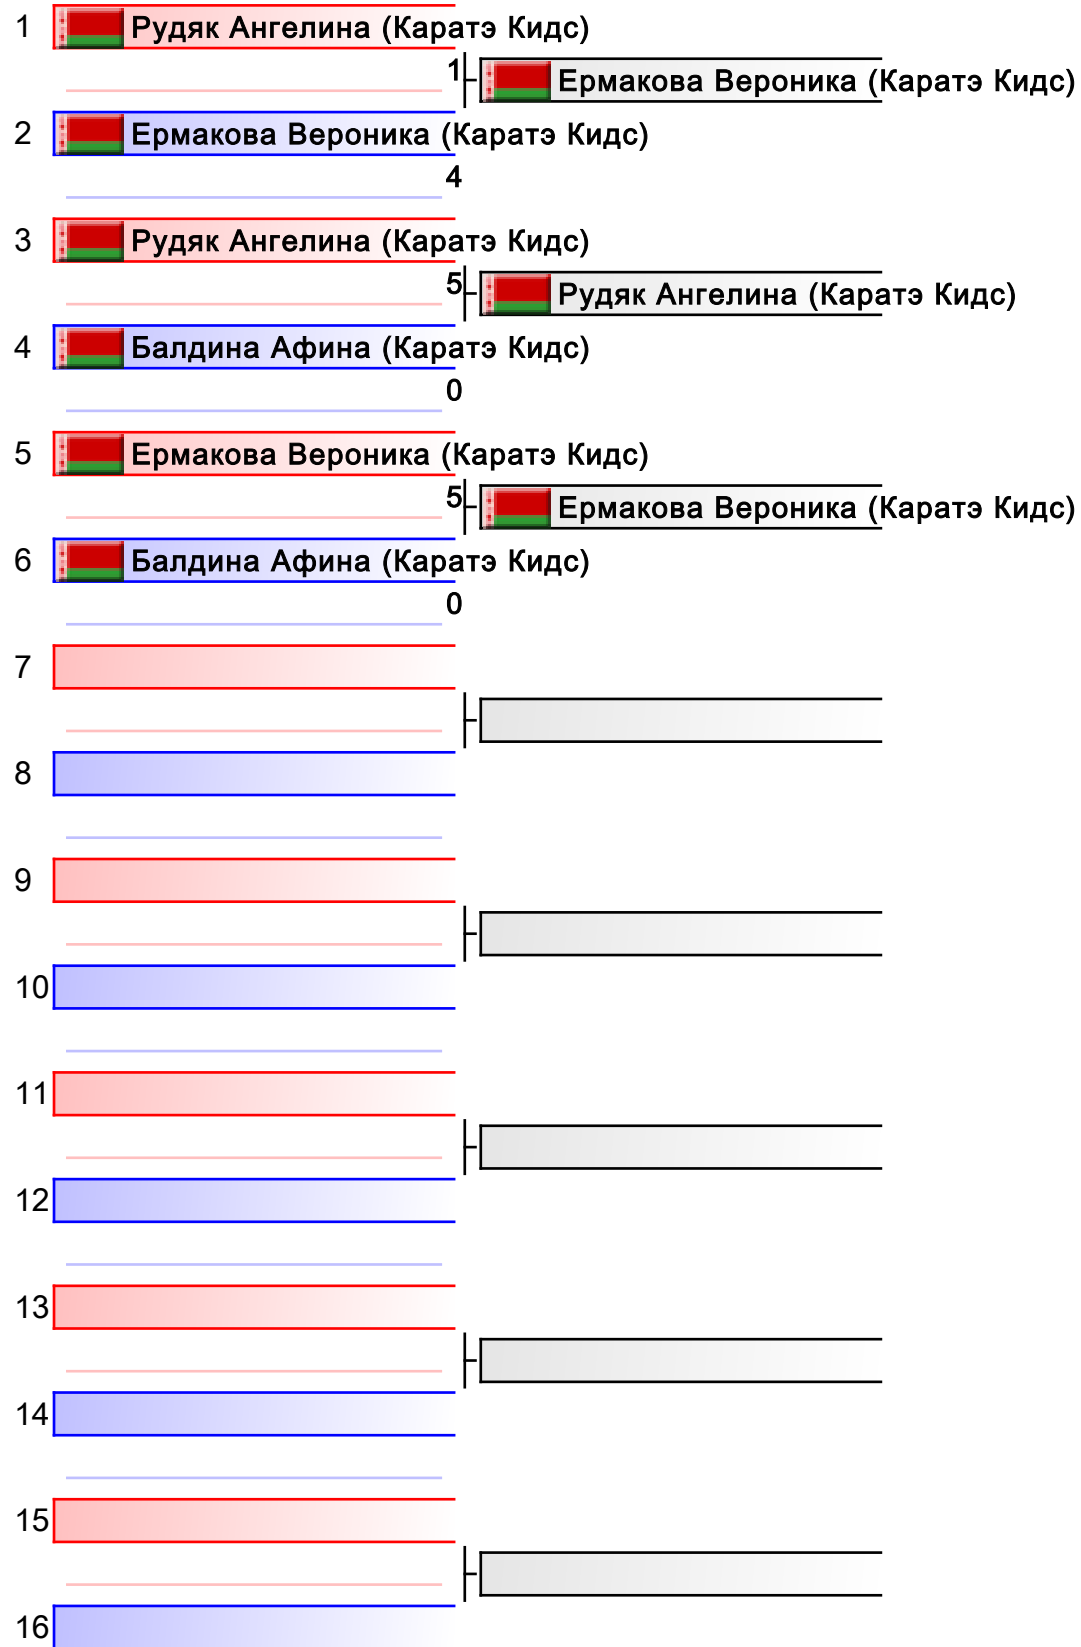 1 Рудяк Ангелина (Каратэ Кидс)
1 Ермакова Вероника (Каратэ Кидс)
2 Ермакова Вероника (Каратэ Кидс)
4
3 Рудяк Ангелина (Каратэ Кидс)
5 Рудяк Ангелина (Каратэ Кидс)
4 Балдина Афина (Каратэ Кидс)
0
5 Ермакова Вероника (Каратэ Кидс)
5 Ермакова Вероника (Каратэ Кидс)
6 Балдина Афина (Каратэ Кидс)
0
7
8
9
10
11
12
13
14
15
16